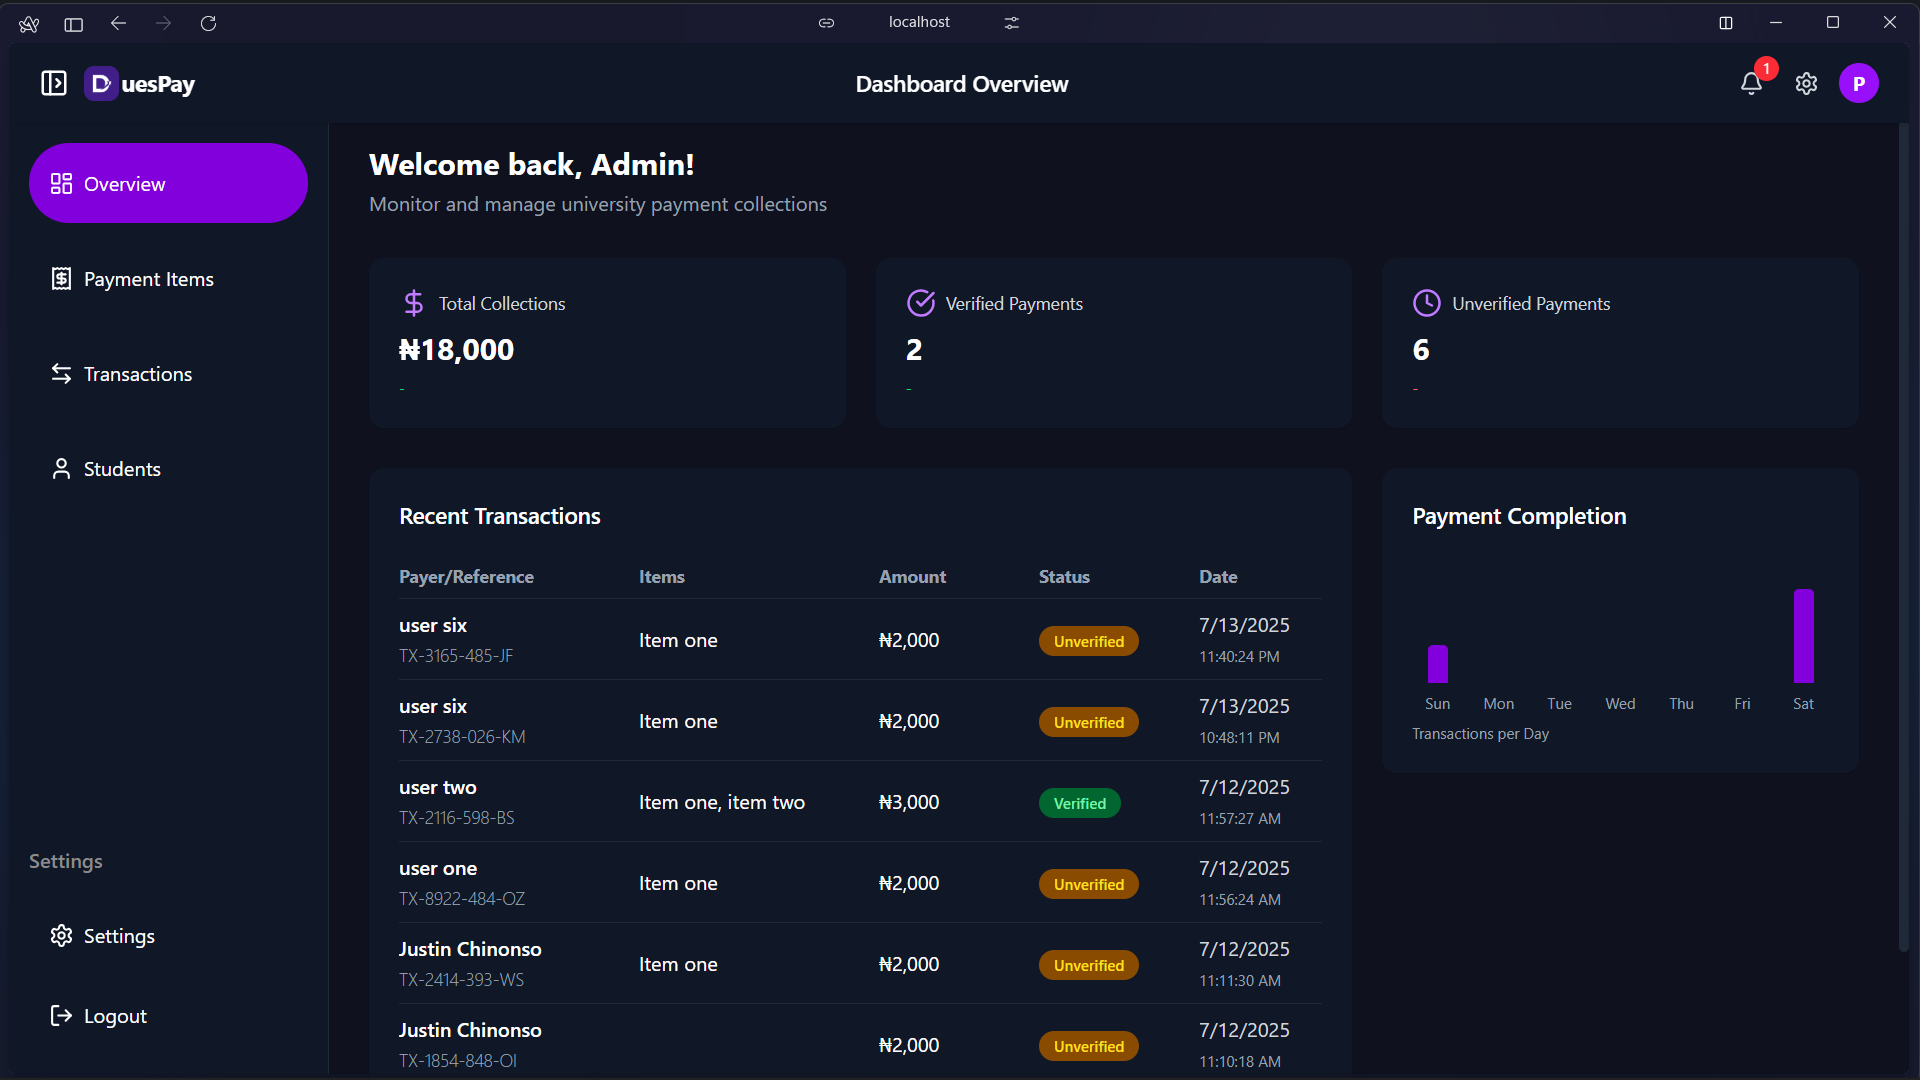 localhost
DuesPay
Dashboard Overview
1
P
Overview
Payment Items
Transactions
Students
Settings
Settings
Logout
Welcome back, Admin!
Monitor and manage university payment collections
Total Collections
₦18,000
-
Verified Payments
2
-
Unverified Payments
6
-
Recent Transactions
Payer/Reference Items Amount Status Date
user six
TX-3165-485-JF
Item one
₦2,000
Unverified
7/13/2025
11:40:24 PM
user six
TX-2738-026-KM
Item one
₦2,000
Unverified
7/13/2025
10:48:11 PM
user two
TX-2116-598-BS
Item one, item two
₦3,000
Verified
7/12/2025
11:57:27 AM
user one
TX-8922-484-OZ
Item one
₦2,000
Unverified
7/12/2025
11:56:24 AM
Justin Chinonso
TX-2414-393-WS
Item one
₦2,000
Unverified
7/12/2025
11:11:30 AM
Justin Chinonso
TX-1854-848-OI
₦2,000
Unverified
7/12/2025
11:10:18 AM
Payment Completion
Sun Mon Tue Wed Thu Fri Sat
Transactions per Day